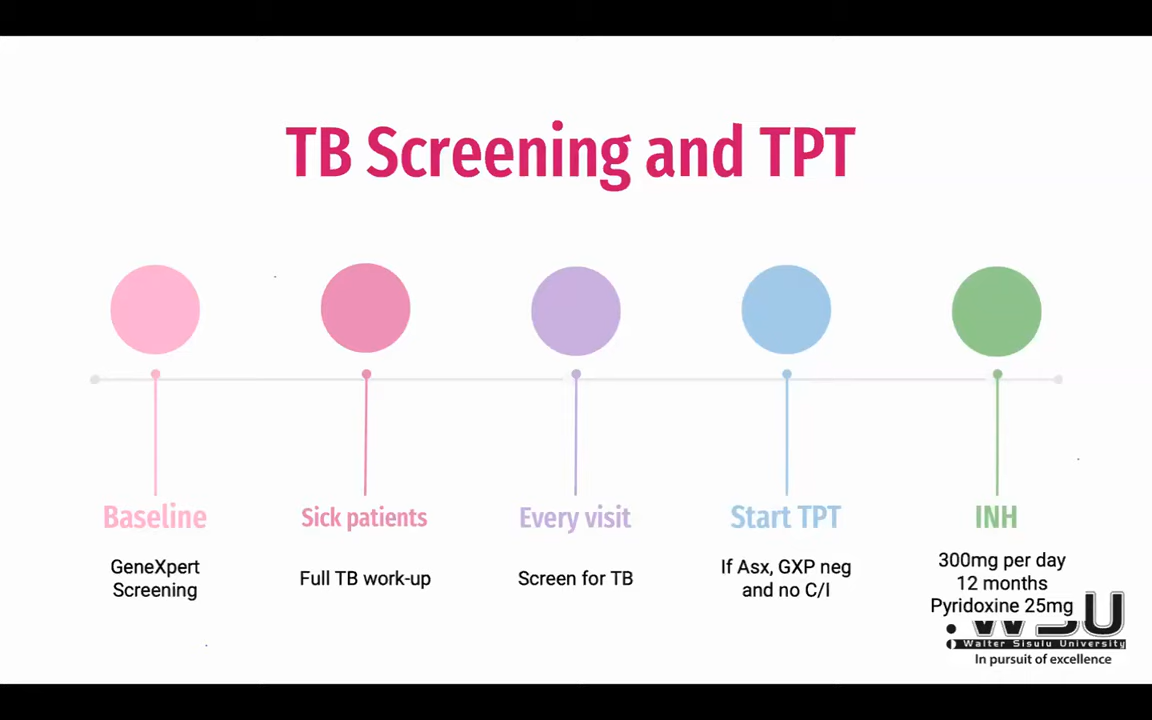 TB Screening and TPT
Baseline
GeneXpert
Screening
Sick patients
Full TB work-up
Every visit
Screen for TB
Start TPT
If Asx, GXP neg
and no C/I
INH
300mg per day
12 months
Pyridoxine 25mg
WSU
Walter Sisulu University
In pursuit of excellence